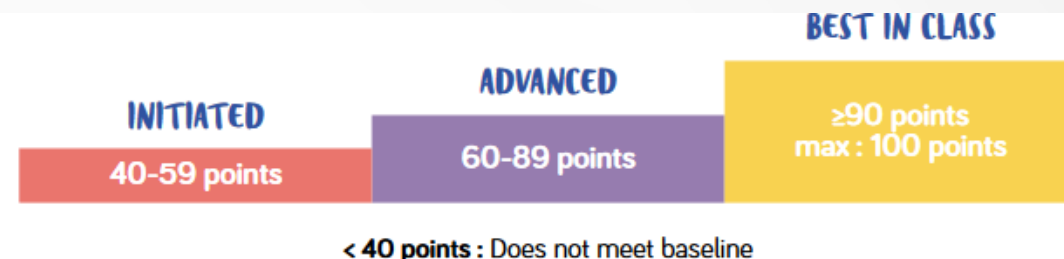 BEST IN CLASS
ADVANCED
INITIATED
≥90 points
max : 100 points
60-89 points
40-59 points
< 40 points : Does not meet baseline